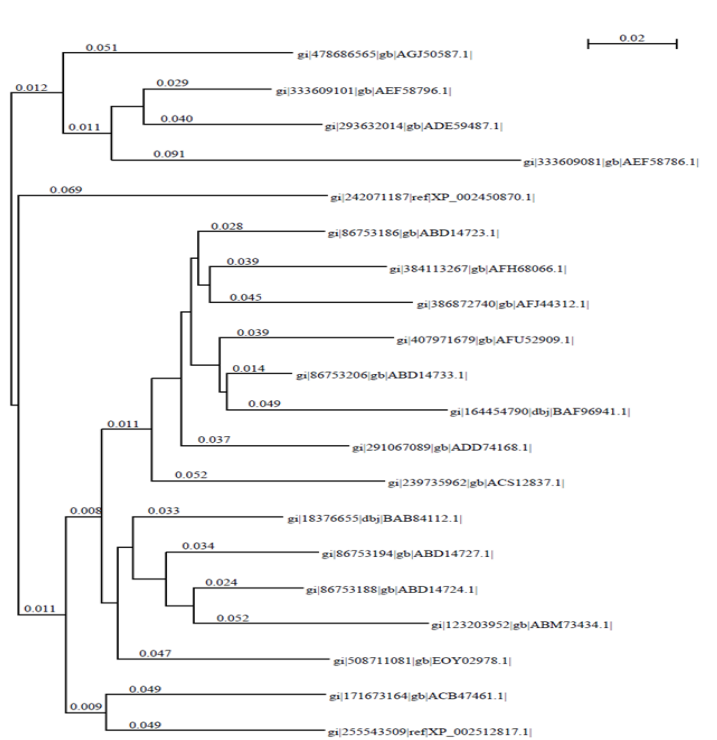 0.02
0.051
gi|478686565|gb|AGJ50587.1|
0.012
0.029
gi|333609101|gb|AEF58796.1|
0.040
gi|293632014|gb|ADE59487.1|
0.011
0.091
gi|333609081|gb|AEF58786.1|
0.069
gi|242071187|ref|XP_002450870.1|
0.028
gi|86753186|gb|ABD14723.1|
0.039
gi|384113267|gb|AFH68066.1|
0.045
gi|386872740|gb|AFJ44312.1|
0.039
gi|407971679|gb|AFU52909.1|
0.014
gi|86753206|gb|ABD14733.1|
0.049
gi|164454790|dbj|BAF96941.1|
0.011
0.037
gi|291067089|gb|ADD74168.1|
0.052
gi|239735962|gb|ACS12837.1|
0.008
0.033
gi|18376655|dbj|BAB84112.1|
0.034
gi|86753194|gb|ABD14727.1|
0.024
gi|86753188|gb|ABD14724.1|
0.011
0.052
gi|123203952|gb|ABM73434.1|
0.047
gi|508711081|gb|EOY02978.1|
0.049
gi|171673164|gb|ACB47461.1|
0.009
0.049
gi|255543509|ref|XP_002512817.1|